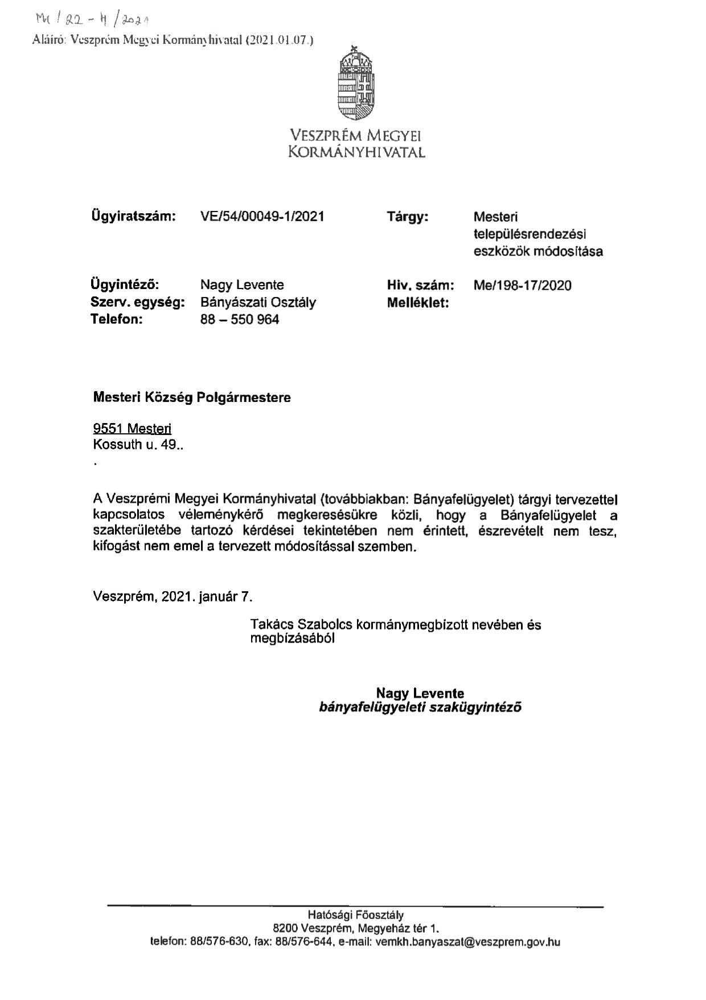 Me / 22 - 4 / 2021
Aláíró: Veszprém Megyei Kormányhivatal (2021.01.07.)
VESZPRÉM MEGYEI
KORMÁNYHIVATAL
Ügyiratszám: VE/54/00049-1/2021 Tárgy: Mesteri
településrendezési
eszközök módosítása
Ügyintéző: Nagy Levente Hiv. szám: Me/198-17/2020
Szerv. egység: Bányászati Osztály Melléklet:
Telefon: 88 – 550 964
Mesteri Község Polgármestere
9551 Mesteri
Kossuth u. 49..
.
A Veszprémi Megyei Kormányhivatal (továbbiakban: Bányafelügyelet) tárgyi tervezettel
kapcsolatos véleménykérő megkeresésükre közli, hogy a Bányafelügyelet a
szakterületébe tartozó kérdései tekintetében nem érintett, észrevételt nem tesz,
kifogást nem emel a tervezett módosítással szemben.
Veszprém, 2021. január 7.
Takács Szabolcs kormánymegbízott nevében és
megbízásából
Nagy Levente
bányafelügyeleti szakügyintéző
Hatósági Főosztály
8200 Veszprém, Megyeház tér 1.
telefon: 88/576-630, fax: 88/576-644, e-mail: vemkh.banyaszat@veszprem.gov.hu